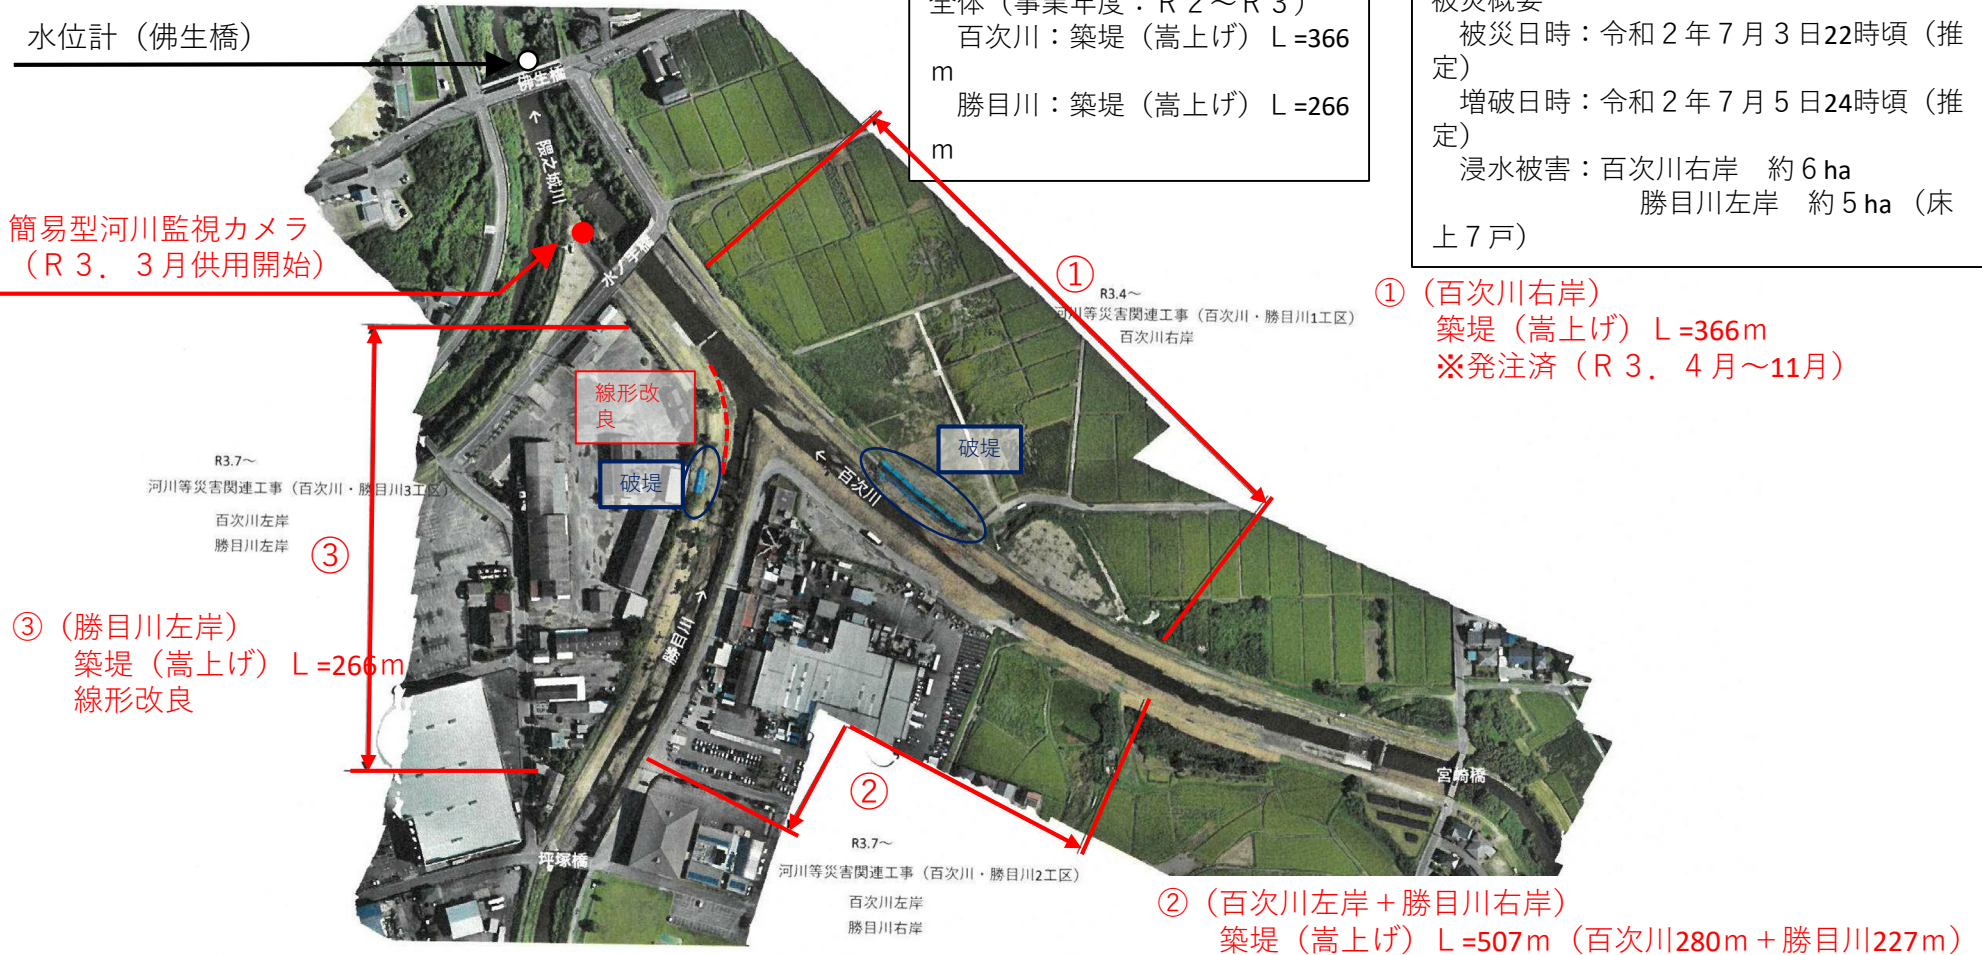 水位計（佛生橋）
全体（事業年度：Ｒ２～Ｒ３）
百次川：築堤（嵩上げ）Ｌ=366
ｍ
勝目川：築堤（嵩上げ）Ｌ=266
ｍ
被災概要
被災日時：令和２年７月３日22時頃（推
定）
増破日時：令和２年７月５日24時頃（推
定）
浸水被害：百次川右岸　約６ha
勝目川左岸　約５ha（床
上７戸）
佛生橋
隈之城川
簡易型河川監視カメラ
（Ｒ３．３月供用開始）
水ノ手橋
①
R3.4～
河川等災害関連工事（百次川・勝目川1工区）
百次川右岸
①（百次川右岸）
築堤（嵩上げ）Ｌ=366ｍ
※発注済（Ｒ３．４月～11月）
線形改
良
破堤
破堤
百次川
R3.7～
河川等災害関連工事（百次川・勝目川3工区）
百次川左岸
勝目川左岸
③
勝目川
③（勝目川左岸）
築堤（嵩上げ）Ｌ=266ｍ
線形改良
宮崎橋
②
坪塚橋
R3.7～
河川等災害関連工事（百次川・勝目川2工区）
百次川左岸
勝目川右岸
②（百次川左岸＋勝目川右岸）
築堤（嵩上げ）Ｌ=507ｍ（百次川280ｍ＋勝目川227ｍ）